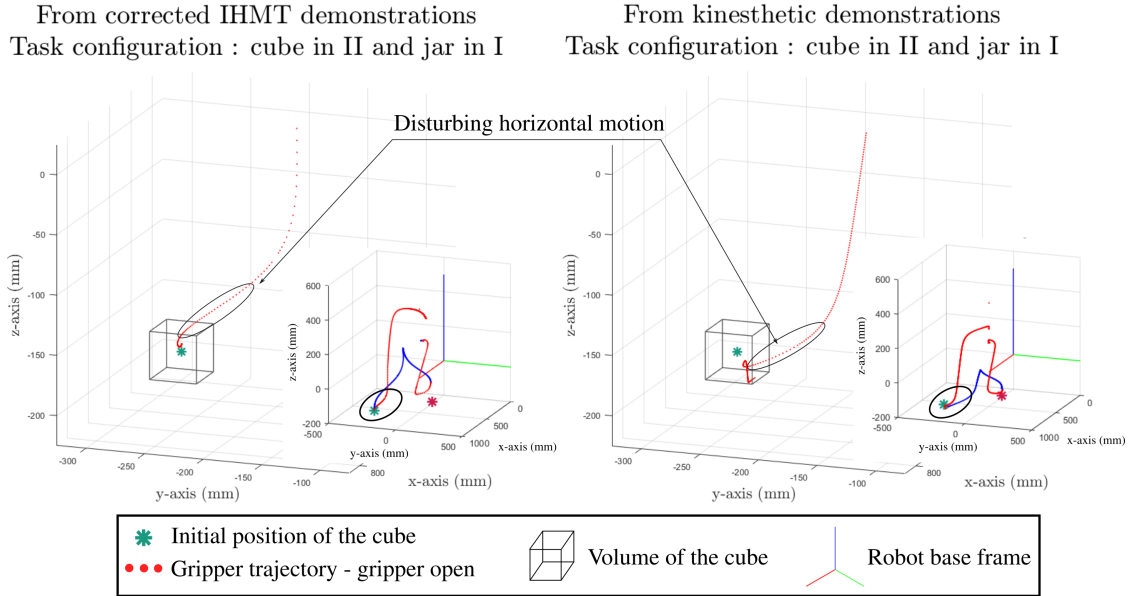 From corrected IHMT demonstrations
Task configuration : cube in II and jar in I
From kinesthetic demonstrations
Task configuration : cube in II and jar in I
Disturbing horizontal motion
z-axis (mm)
0
-50
-100
-150
-200
-300
-250
-200
-150
-100
800
y-axis (mm)
x-axis (mm)
z-axis (mm)
600
400
200
0
-200
-500
0
500
1000
500
0
y-axis (mm)
x-axis (mm)
z-axis (mm)
0
-50
-100
-150
-200
-300
-250
-200
-150
-100
800
y-axis (mm)
x-axis (mm)
z-axis (mm)
600
400
200
0
-200
-500
0
500
1000
500
0
y-axis (mm)
x-axis (mm)
Initial position of the cube
Gripper trajectory - gripper open
Volume of the cube
Robot base frame